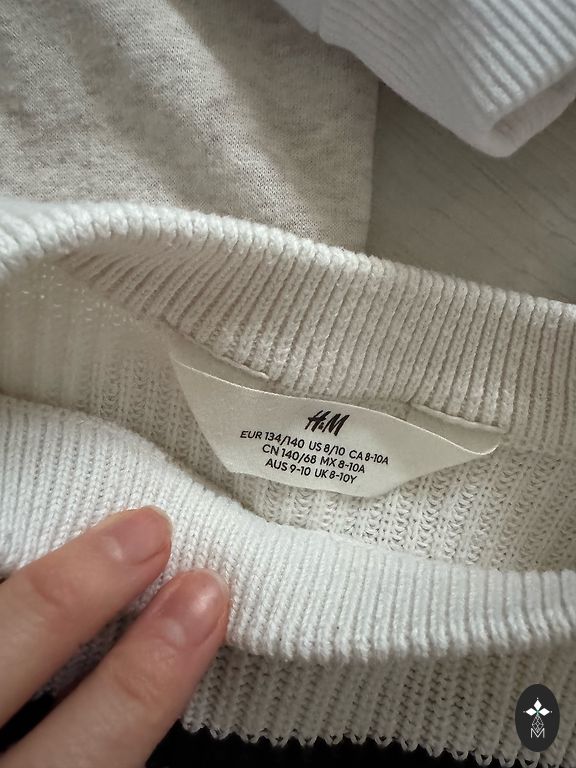 H&M
EUR 134/140 US 8/10 CA 8-10A
CN 140/68 MX 8-10A
AUS 9-10 UK 8-10Y
M